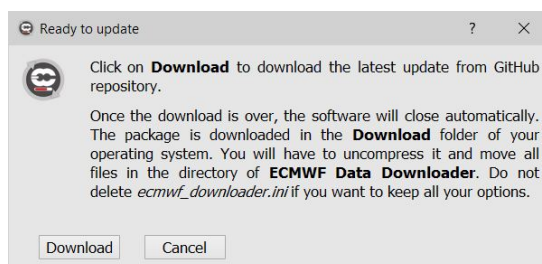 Ready to update
Click on Download to download the latest update from GitHub
repository.
Once the download is over, the software will close automatically.
The package is downloaded in the Download folder of your
operating system. You will have to uncompress it and move all
files in the directory of ECMWF Data Downloader. Do not
delete ecmwf_downloader.ini if you want to keep all your options.
Download Cancel